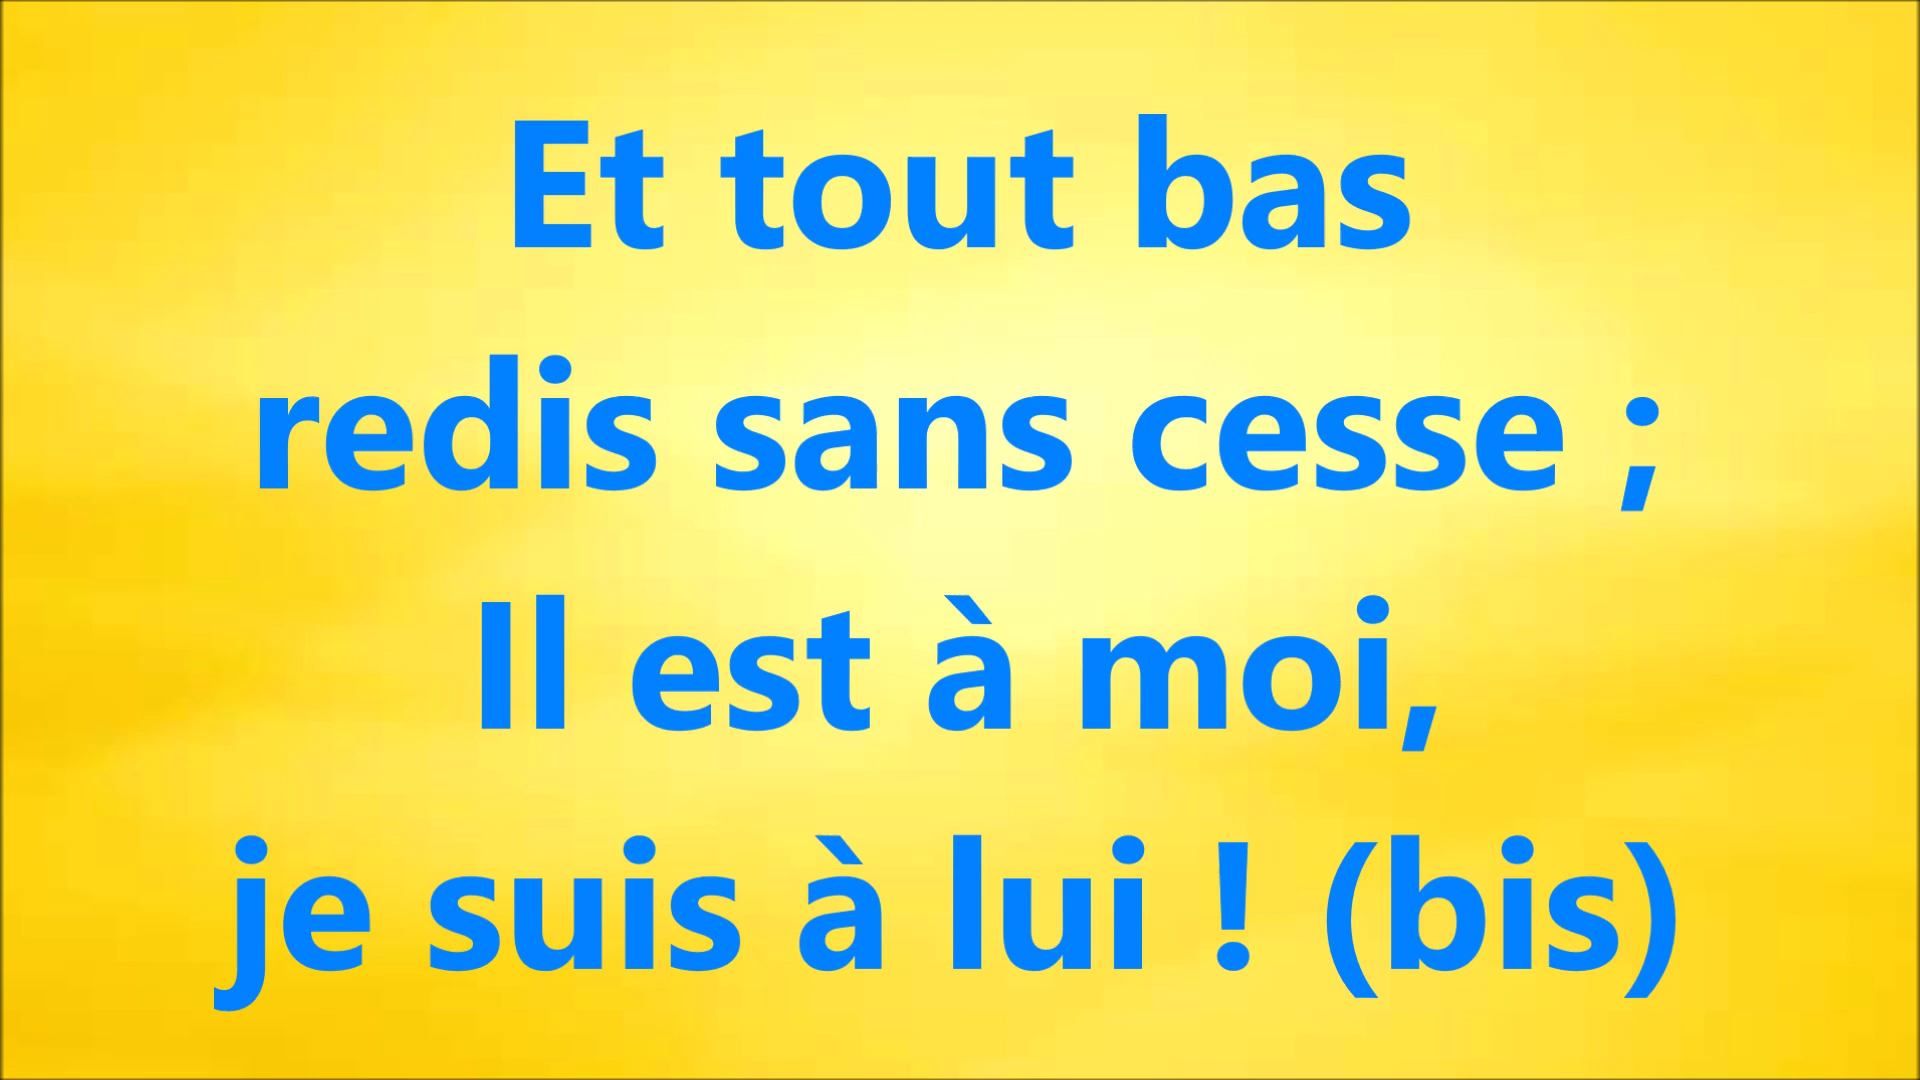 Et tout bas
redis sans cesse ;
Il est à moi,
je suis à lui ! (bis)